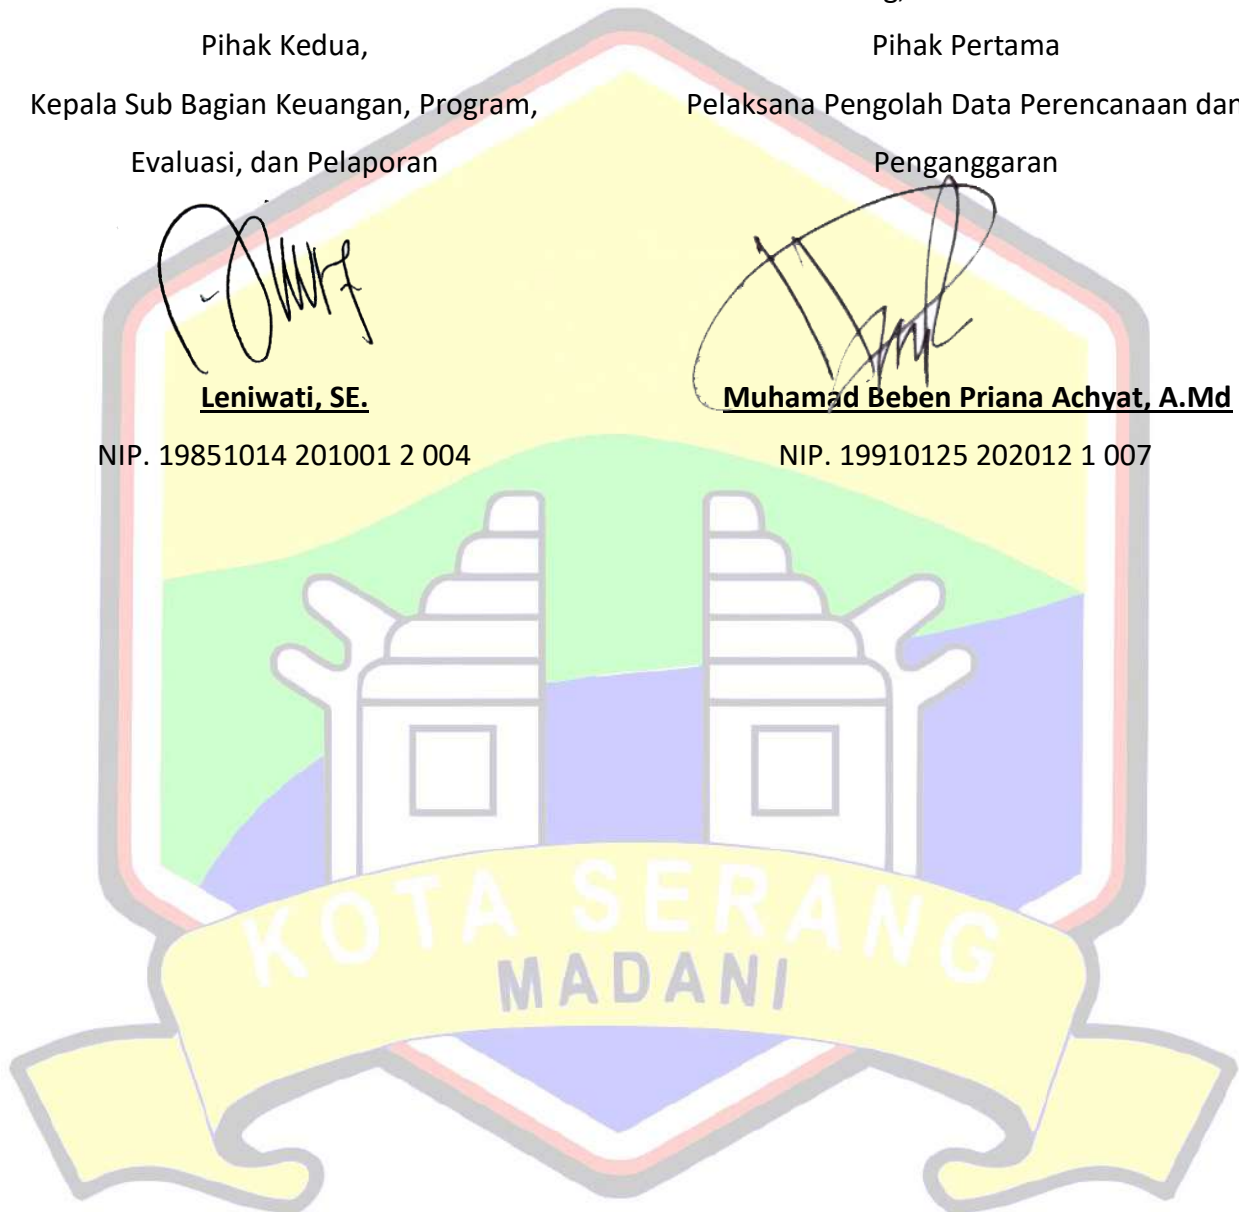 Pihak Kedua,
Pihak Pertama
Kepala Sub Bagian Keuangan, Program,
Pelaksana Pengolah Data Perencanaan dan
Evaluasi, dan Pelaporan
Penganggaran
Leniwati, SE.
Muhamad Beben Priana Achyat, A.Md
NIP. 19851014 201001 2 004
NIP. 19910125 202012 1 007
KOTA SERANG
MADANI